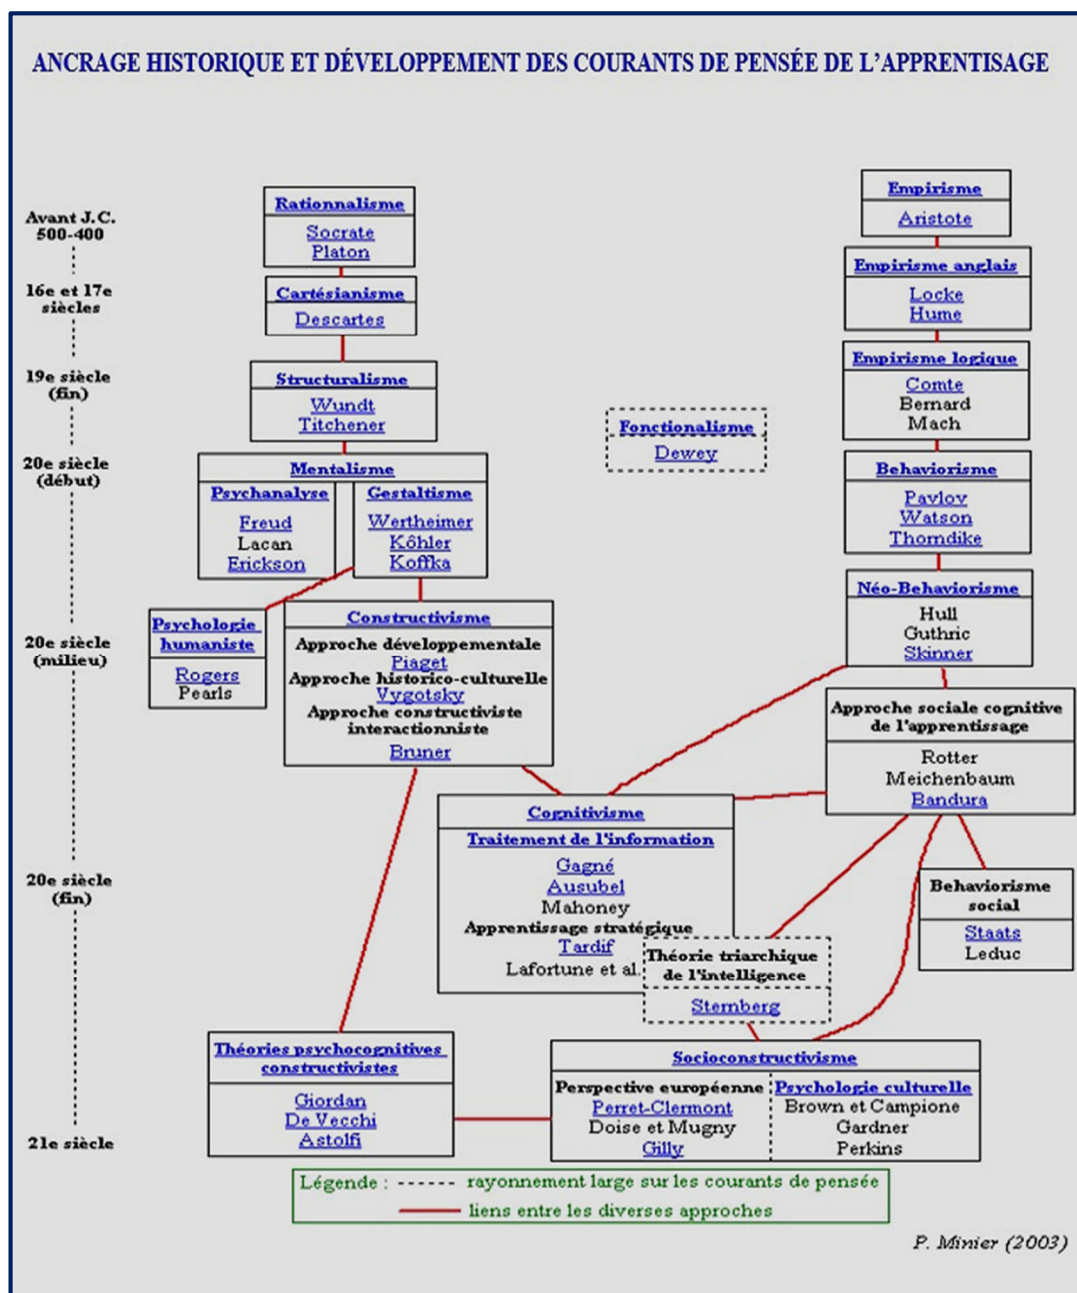 ANCRAGE HISTORIQUE ET DÉVELOPPEMENT DES COURANTS DE PENSÉE DE L'APPRENTISAGE
Avant J.C.
500-400
16e et 17e
siècles
19e siècle
(fin)
20e siècle
(début)
20e siècle
(milieu)
20e siècle
(fin)
21e siècle
Rationnalisme
Socrate
Platon
Cartésianisme
Descartes
Structuralisme
Wundt
Titchener
Mentalisme
Psychanalyse
Freud
Lacan
Erickson
Gestaltisme
Wertheimer
Kôhler
Koffka
Psychologie
humaniste
Rogers
Pearls
Constructivisme
Approche développementale
Piaget
Approche historico-culturelle
Vygotsky
Approche constructiviste
interactionniste
Bruner
Fonctionalisme
Dewey
Empirisme
Aristote
Empirisme anglais
Locke
Hume
Empirisme logique
Comte
Bernard
Mach
Behaviorisme
Pavlov
Watson
Thorndike
Néo-Behaviorisme
Hull
Guthric
Skinner
Approche sociale cognitive
de l'apprentissage
Rotter
Meichenbaum
Bandura
Cognitivisme
Traitement de l'information
Gagné
Ausubel
Mahoney
Apprentissage stratégique
Tardif
Lafortune et al.
Behaviorisme
social
Staats
Leduc
Théorie triarchique
de l'intelligence
Sternberg
Théories psychocognitives
constructivistes
Giordan
De Vecchi
Astolfi
Socioconstructivisme
Perspective européenne
Perret-Clermont
Doise et Mugny
Gilly
Psychologie culturelle
Brown et Campione
Gardner
Perkins
Légende : rayonnement large sur les courants de pensée
liens entre les diverses approches
P. Minier (2003)